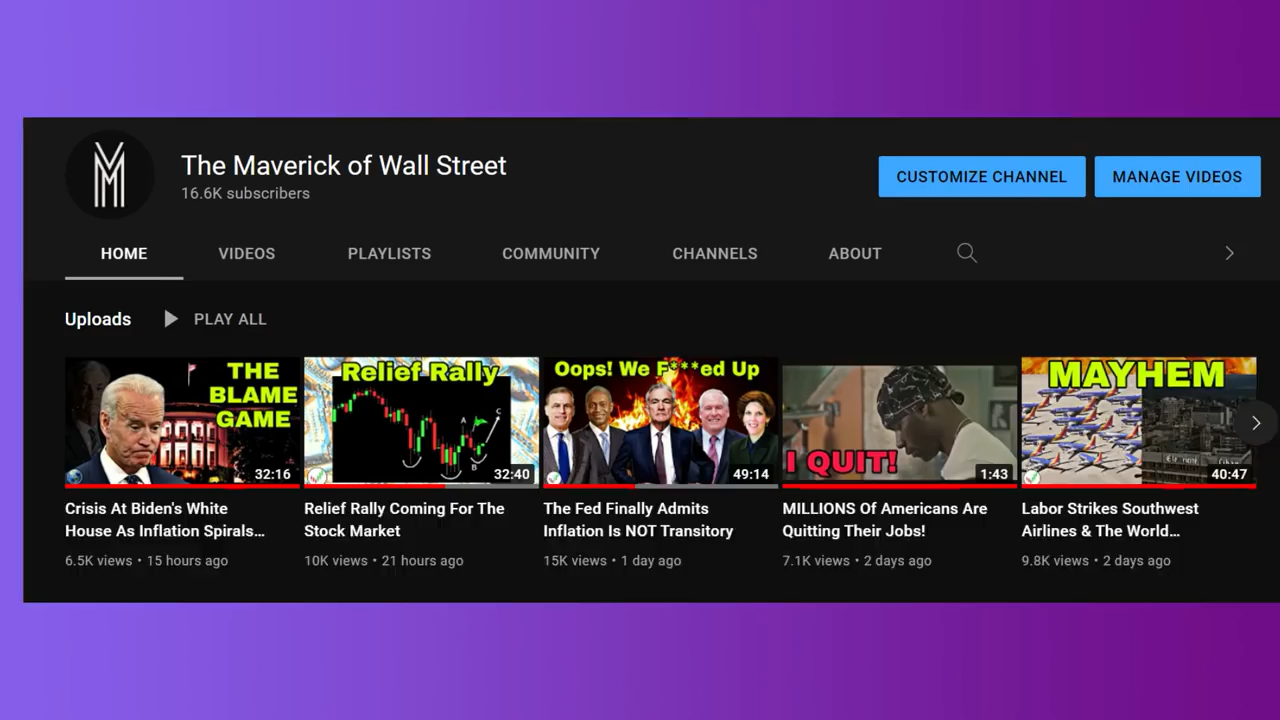 The Maverick of Wall Street
16.6K subscribers
CUSTOMIZE CHANNEL
MANAGE VIDEOS
HOME
VIDEOS
PLAYLISTS
COMMUNITY
CHANNELS
ABOUT
Uploads
PLAY ALL
THE
BLAME
GAME
32:16
Crisis At Biden's White
House As Inflation Spirals...
6.5K views • 15 hours ago
Relief Rally
A
C
B
32:40
Relief Rally Coming For The
Stock Market
10K views • 21 hours ago
Oops! We F***ed Up
49:14
The Fed Finally Admits
Inflation Is NOT Transitory
15K views • 1 day ago
I QUIT!
1:43
MILLIONS Of Americans Are
Quitting Their Jobs!
7.1K views • 2 days ago
MAYHEM
40:47
Labor Strikes Southwest
Airlines & The World...
9.8K views • 2 days ago